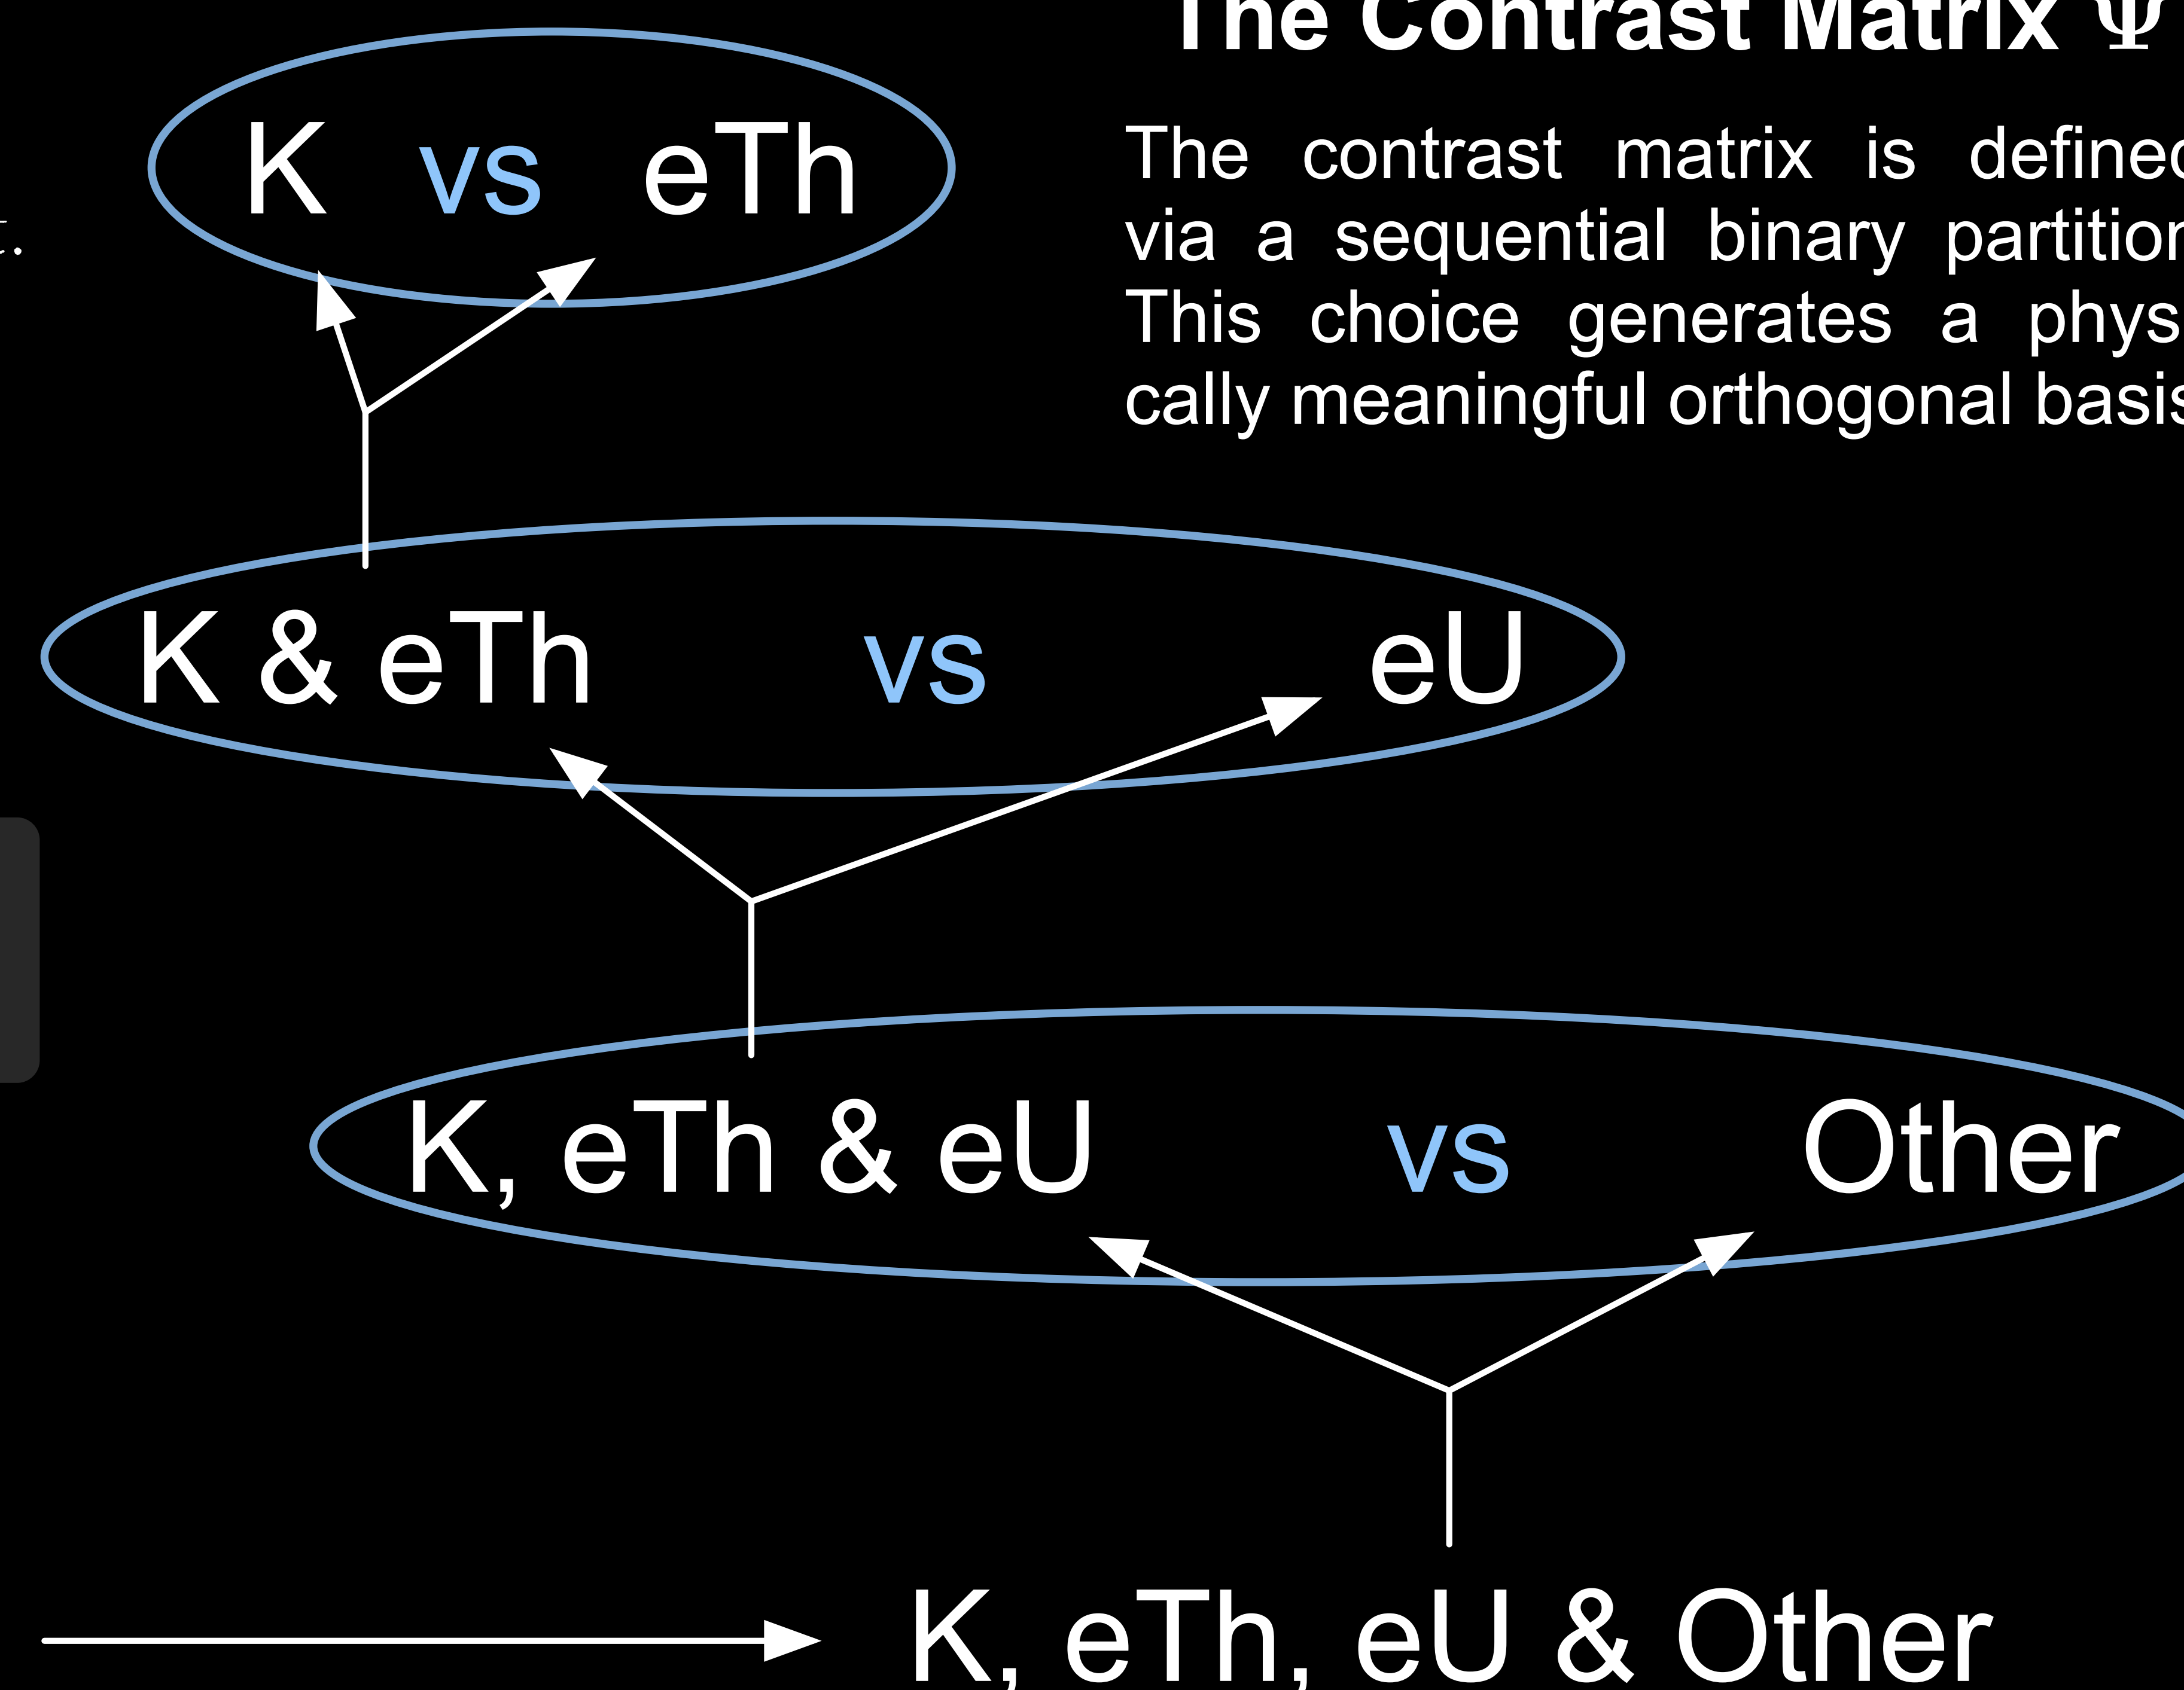 The Contrast Matrix Ψ
K vs eTh
The contrast matrix is defined
via a sequential binary partition
This choice generates a physi
cally meaningful orthogonal basis
K & eTh vs eU
K, eTh & eU vs Other
K, eTh, eU & Other